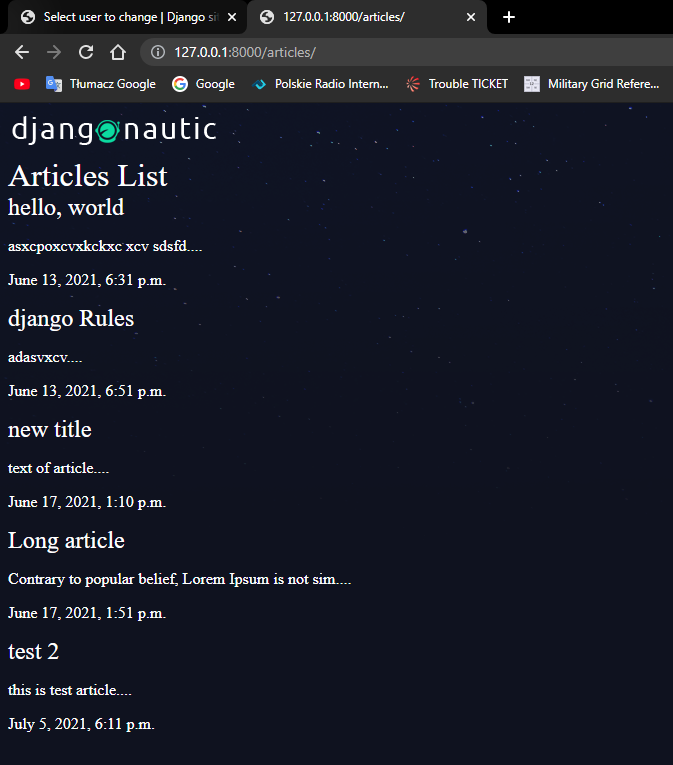 Select user to change | Django si
127.0.0.1:8000/articles/
127.0.0.1:8000/articles/
Tłumacz Google
Google
Polskie Radio Intern...
Trouble TICKET
Military Grid Refere...
djangonautic
Articles List
hello, world
asxcpoxcvxkckxc xcv sdsfd....
June 13, 2021, 6:31 p.m.
django Rules
adasvxcv....
June 13, 2021, 6:51 p.m.
new title
text of article....
June 17, 2021, 1:10 p.m.
Long article
Contrary to popular belief, Lorem Ipsum is not sim....
June 17, 2021, 1:51 p.m.
test 2
this is test article....
July 5, 2021, 6:11 p.m.